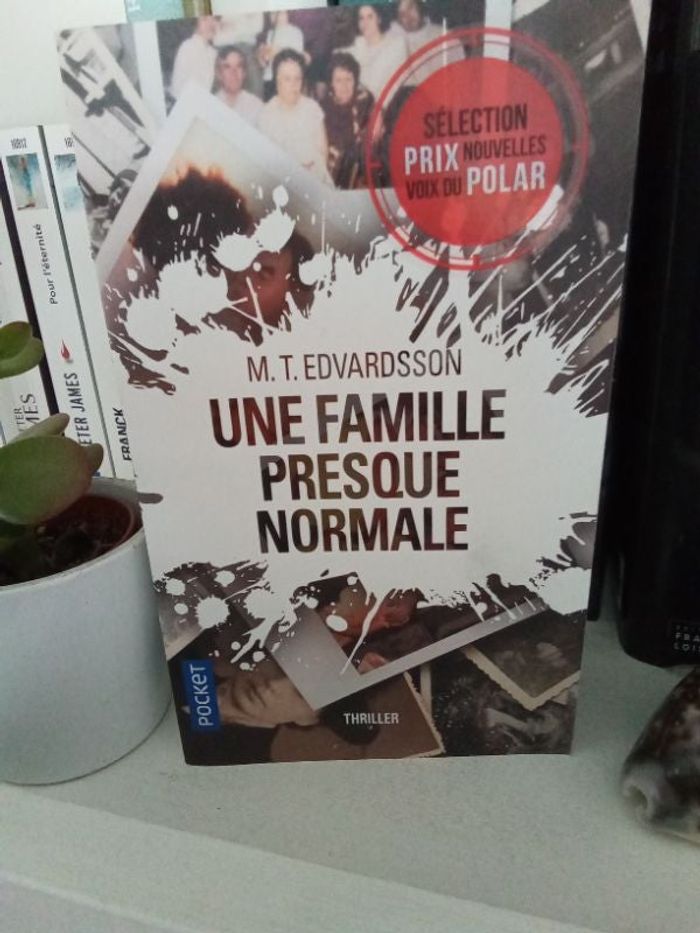 SÉLECTION
PRIX NOUVELLES
VOIX DU POLAR
M. T. EDVARDSSON
UNE FAMILLE
PRESQUE
NORMALE
POCKET
THRILLER
Pour l'éternité
PETER JAMES
FRANCK